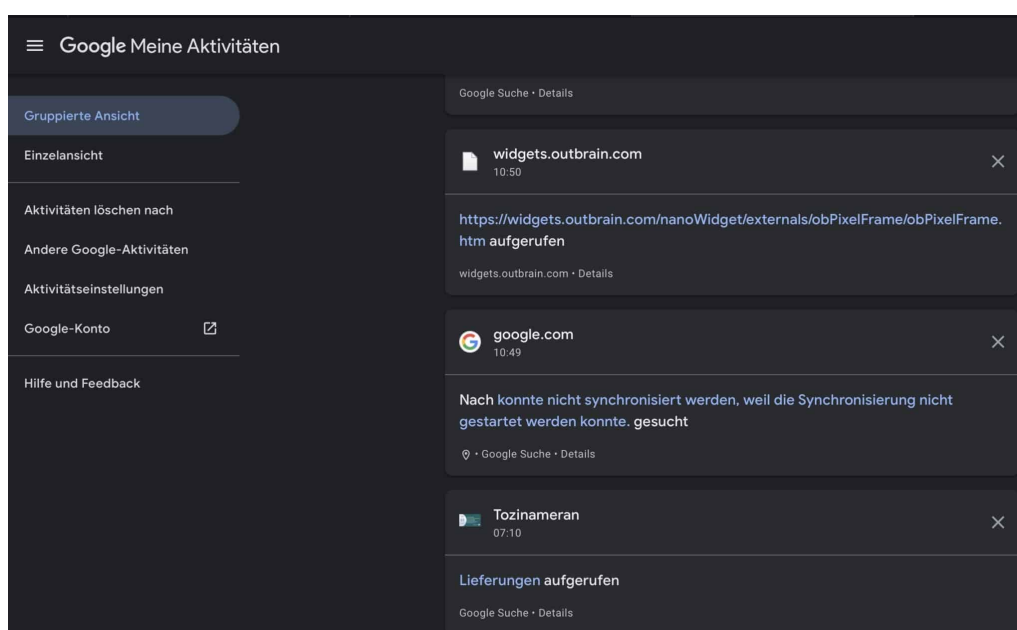 Google Meine Aktivitäten
Gruppierte Ansicht
Einzelansicht
Aktivitäten löschen nach
Andere Google-Aktivitäten
Aktivitätseinstellungen
Google-Konto
Hilfe und Feedback
Google Suche • Details
widgets.outbrain.com
10:50
https://widgets.outbrain.com/nanoWidget/externals/obPixelFrame/obPixelFrame.
htm aufgerufen
widgets.outbrain.com • Details
google.com
10:49
Nach konnte nicht synchronisiert werden, weil die Synchronisierung nicht
gestartet werden konnte. gesucht
• Google Suche • Details
Tozinameran
07:10
Lieferungen aufgerufen
Google Suche • Details